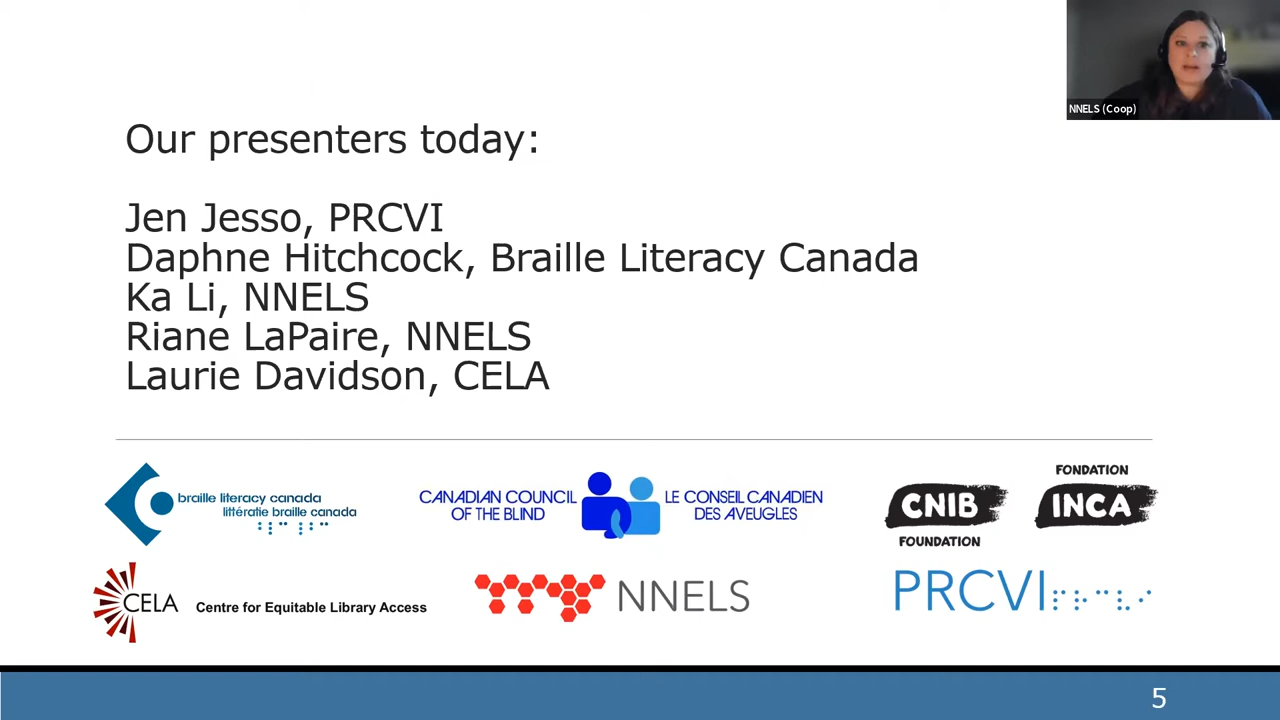 NNELS (Coop)
Our presenters today:
Jen Jesso, PRCVI
Daphne Hitchcock, Braille Literacy Canada
Ka Li, NNELS
Riane LaPaire, NNELS
Laurie Davidson, CELA
braille literacy canada
littératie braille canada
CANADIAN COUNCIL
OF THE BLIND
LE CONSEIL CANADIEN
DES AVEUGLES
CNIB
FOUNDATION
FONDATION
INCA
CELA
Centre for Equitable Library Access
NNELS
PRCVI
5